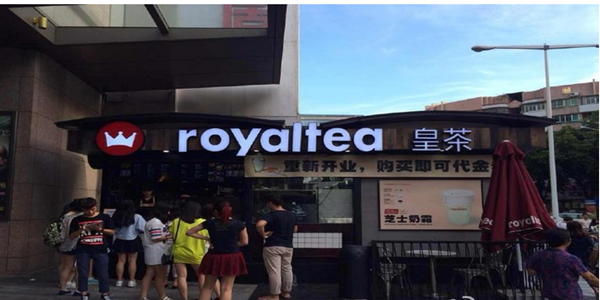 royaltea 皇茶
重新开业，购买即可代金
芝士奶霜
royalte